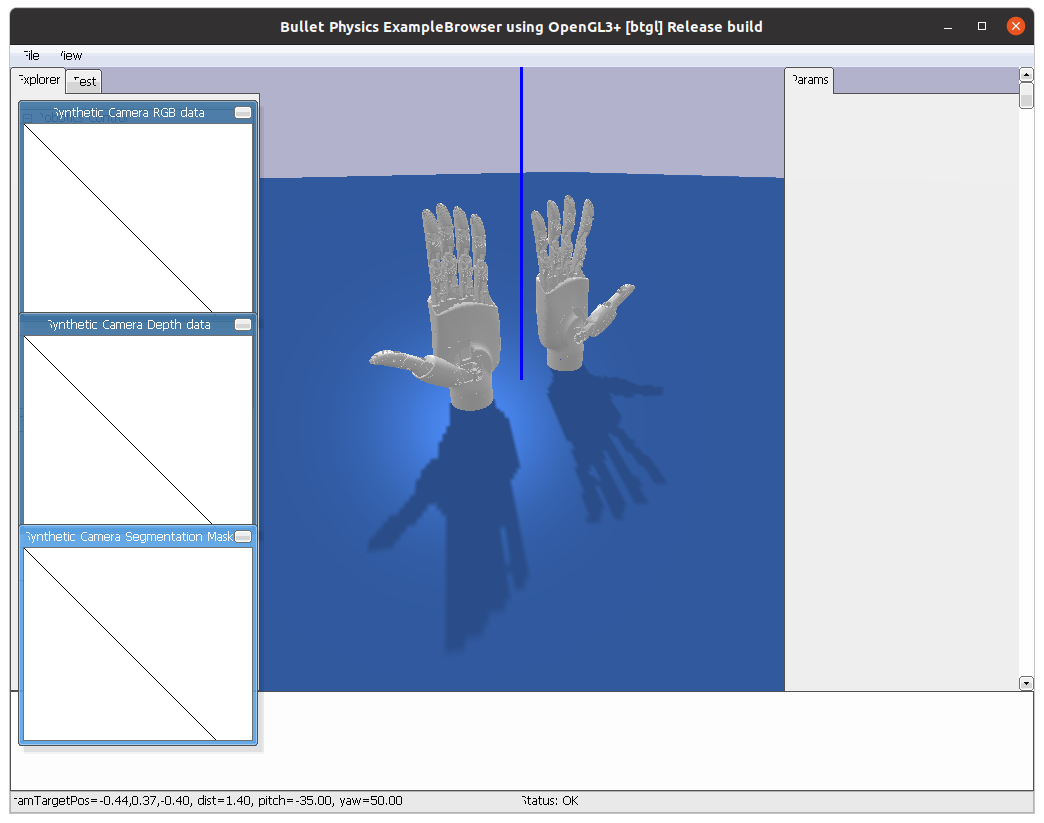 Bullet Physics ExampleBrowser using OpenGL3+ [btgl] Release build
File View
Explorer Test
Params
Synthetic Camera RGB data
Synthetic Camera Depth data
Synthetic Camera Segmentation Mask
camTargetPos=-0.44,0.37,-0.40, dist=1.40, pitch=-35.00, yaw=50.00
Status: OK